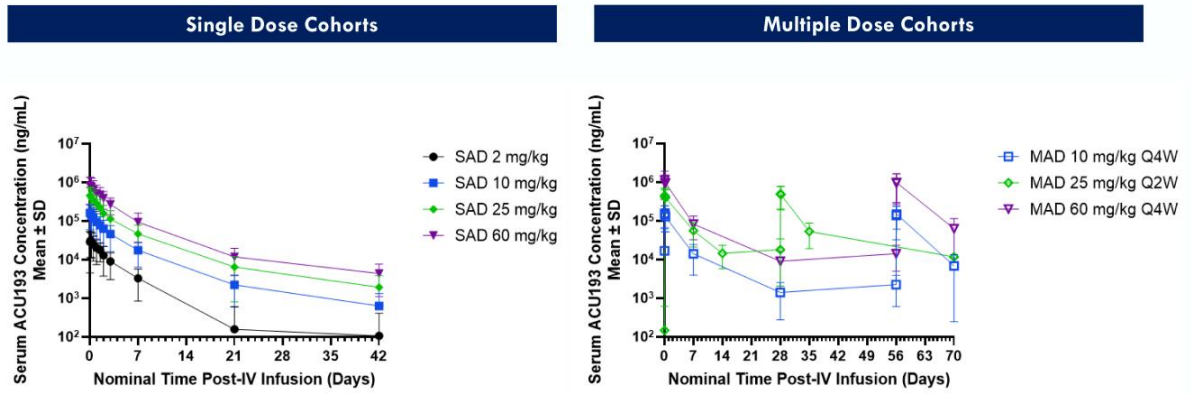 Single Dose Cohorts
Serum ACU193 Concentration (ng/mL)
Mean ± SD
10⁷
10⁶
10⁵
10⁴
10³
10²
0 7 14 21 28 35 42
Nominal Time Post-IV Infusion (Days)
SAD 2 mg/kg
SAD 10 mg/kg
SAD 25 mg/kg
SAD 60 mg/kg
Multiple Dose Cohorts
Serum ACU193 Concentration (ng/mL)
Mean ± SD
10⁷
10⁶
10⁵
10⁴
10³
10²
0 7 14 21 28 35 42 49 56 63 70
Nominal Time Post-IV Infusion (Days)
MAD 10 mg/kg Q4W
MAD 25 mg/kg Q2W
MAD 60 mg/kg Q4W